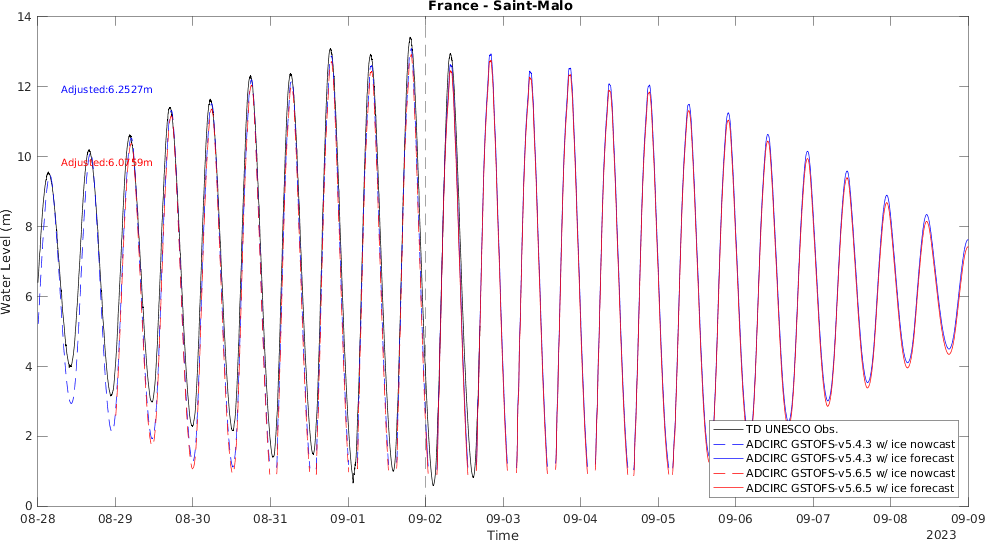 France - Saint-Malo
14
12
10
8
6
4
2
0
Water Level (m)
Adjusted:6.2527m
Adjusted:6.0759m
TD UNESCO Obs.
ADCIRC GSTOFS-v5.4.3 w/ ice nowcast
ADCIRC GSTOFS-v5.4.3 w/ ice forecast
ADCIRC GSTOFS-v5.6.5 w/ ice nowcast
ADCIRC GSTOFS-v5.6.5 w/ ice forecast
08-28 08-29 08-30 08-31 09-01 09-02 09-03 09-04 09-05 09-06 09-07 09-08 09-09
Time
2023